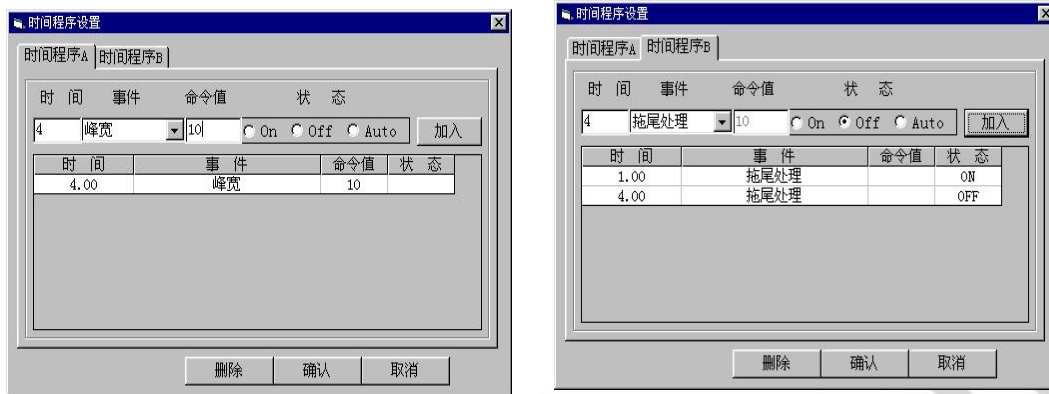 时间程序设置
时间程序A 时间程序B
时 间 事件 命令值 状 态
4 峰宽 10 On Off Auto 加入
时 间 事 件 命令值 状 态
4.00 峰宽 10
删除 确认 取消
时间程序设置
时间程序A 时间程序B
时 间 事件 命令值 状 态
4 拖尾处理 10 On Off Auto 加入
时 间 事 件 命令值 状 态
1.00 拖尾处理 ON
4.00 拖尾处理 OFF
删除 确认 取消